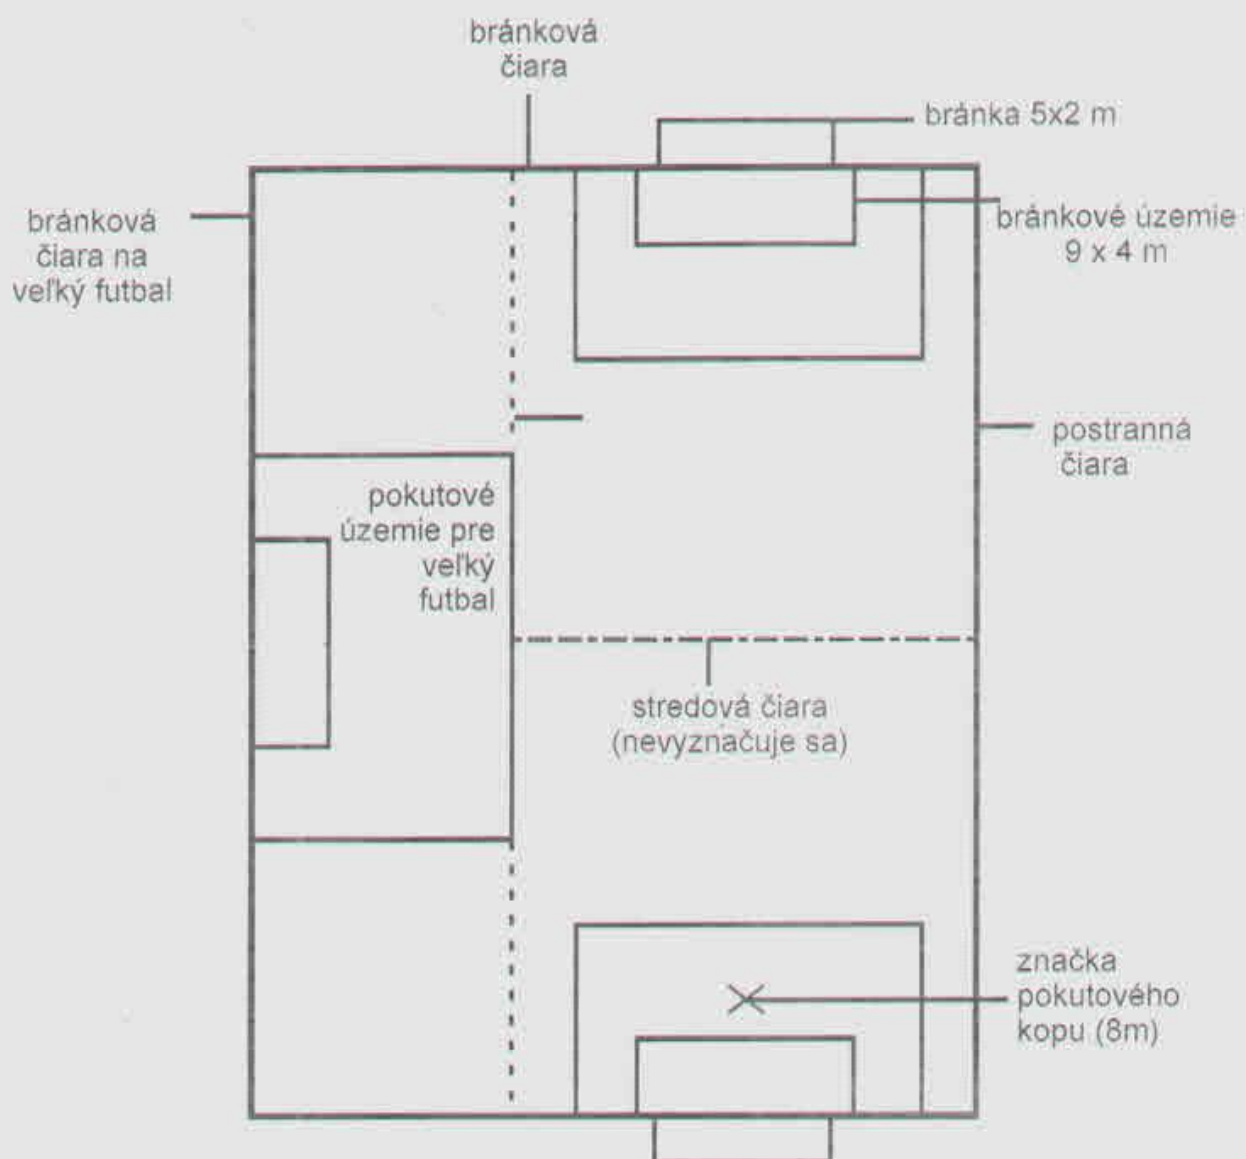 bránková
čiara
bránka 5x2 m
bránková
čiara na
veľký futbal
bránkové územie
9 x 4 m
postranná
čiara
pokutové
územie pre
veľký
futbal
stredová čiara
(nevyznačuje sa)
značka
pokutového
kopu (8m)